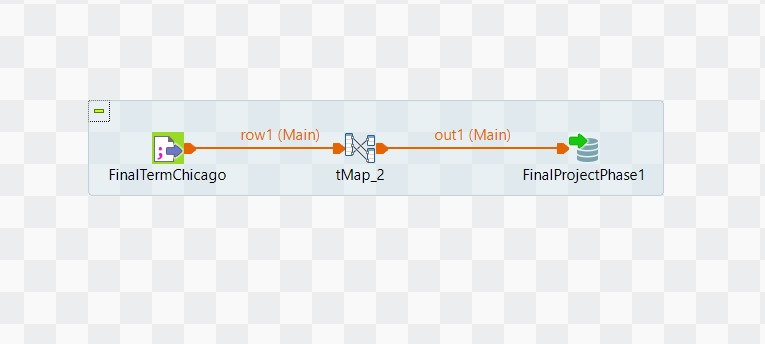 row1 (Main)
out1 (Main)
FinalTermChicago
tMap_2
FinalProjectPhase1